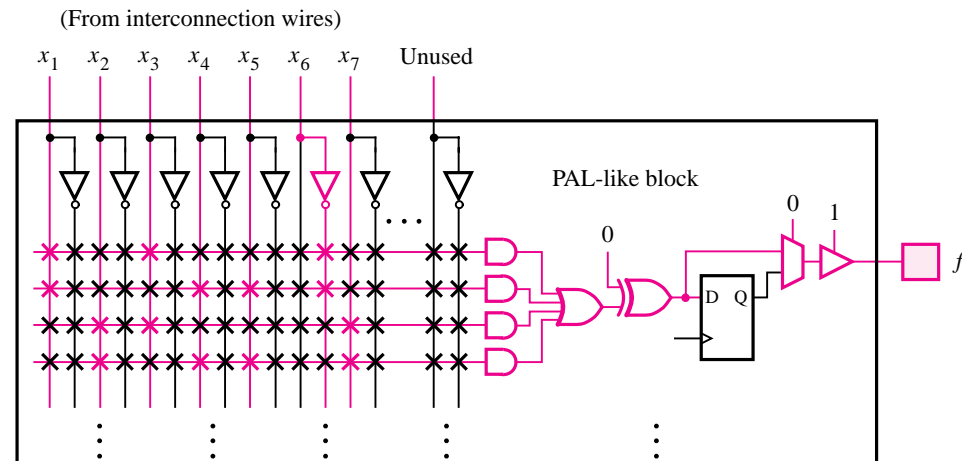 (From interconnection wires)
x₁ x₂ x₃ x₄ x₅ x₆ x₇ Unused
PAL-like block
0 1
0
f
D Q